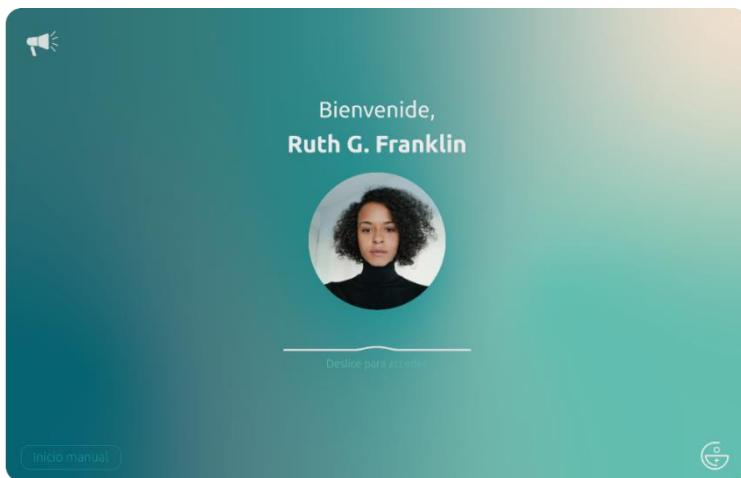 Bienvenide,
Ruth G. Franklin
Deslice para acceder
Inicio manual